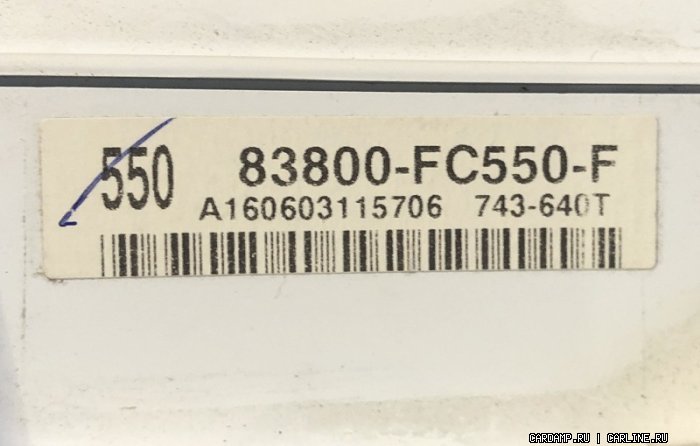 550 83800-FC550-F
A160603115706 743-640T
CARDAMP.RU | CARLINE.RU